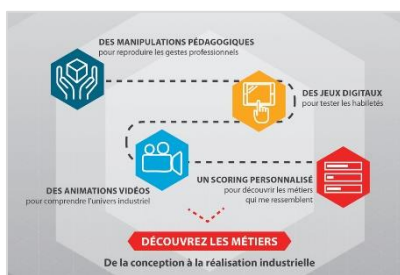 DES MANIPULATIONS PÉDAGOGIQUES
pour reproduire les gestes professionnels
DES JEUX DIGITAUX
pour tester les habiletés
DES ANIMATIONS VIDÉOS
pour comprendre l'univers industriel
UN SCORING PERSONNALISÉ
pour découvrir les métiers
qui me ressemblent
DÉCOUVREZ LES MÉTIERS
De la conception à la réalisation industrielle